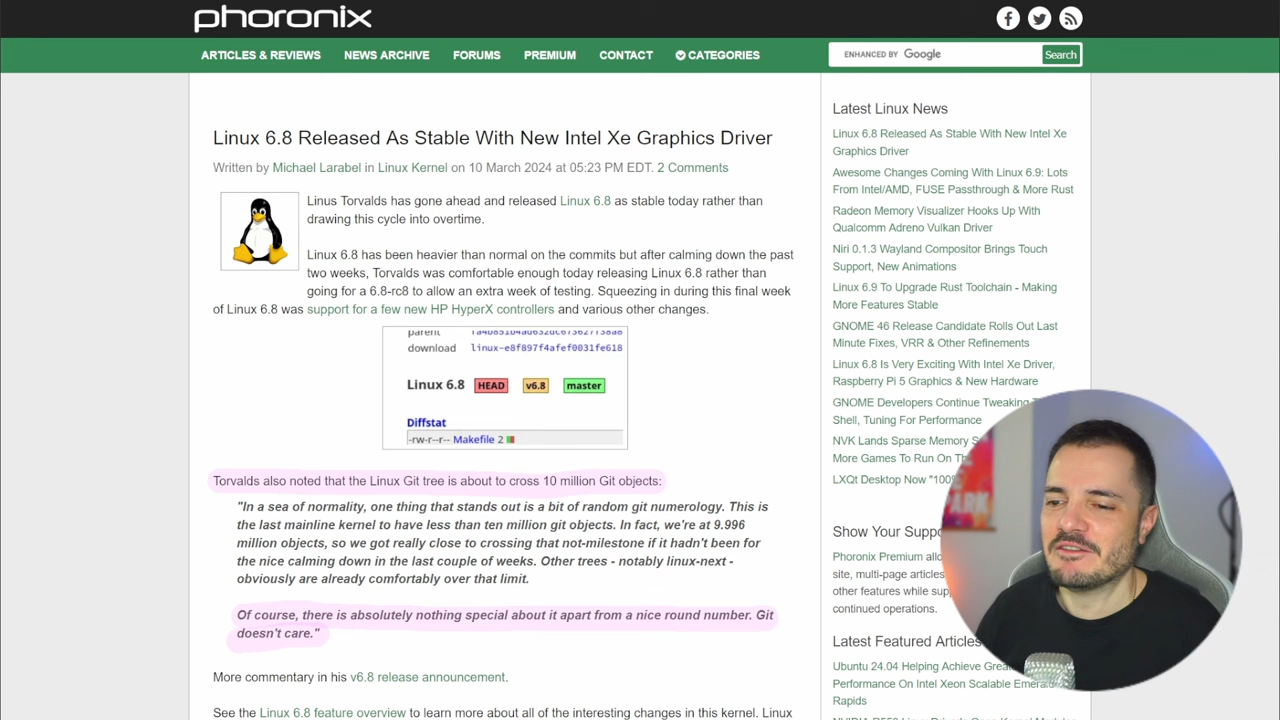 phoronix
ARTICLES & REVIEWS NEWS ARCHIVE FORUMS PREMIUM CONTACT CATEGORIES
ENHANCED BY Google Search
Linux 6.8 Released As Stable With New Intel Xe Graphics Driver
Written by Michael Larabel in Linux Kernel on 10 March 2024 at 05:23 PM EDT. 2 Comments
Linus Torvalds has gone ahead and released Linux 6.8 as stable today rather than
drawing this cycle into overtime.
Linux 6.8 has been heavier than normal on the commits but after calming down the past
two weeks, Torvalds was comfortable enough today releasing Linux 6.8 rather than
going for a 6.8-rc8 to allow an extra week of testing. Squeezing in during this final week
of Linux 6.8 was support for a few new HP HyperX controllers and various other changes.
parent
download linux-e8f897f4afef0031fe618
Linux 6.8 HEAD v6.8 master
Diffstat
-rw-r--r-- Makefile 2
Torvalds also noted that the Linux Git tree is about to cross 10 million Git objects:
"In a sea of normality, one thing that stands out is a bit of random git numerology. This is
the last mainline kernel to have less than ten million git objects. In fact, we're at 9.996
million objects, so we got really close to crossing that not-milestone if it hadn't been for
the nice calming down in the last couple of weeks. Other trees - notably linux-next -
obviously are already comfortably over that limit.
Of course, there is absolutely nothing special about it apart from a nice round number. Git
doesn't care."
More commentary in his v6.8 release announcement.
See the Linux 6.8 feature overview to learn more about all of the interesting changes in this kernel. Linux
Latest Linux News
Linux 6.8 Released As Stable With New Intel Xe
Graphics Driver
Awesome Changes Coming With Linux 6.9: Lots
From Intel/AMD, FUSE Passthrough & More Rust
Radeon Memory Visualizer Hooks Up With
Qualcomm Adreno Vulkan Driver
Niri 0.1.3 Wayland Compositor Brings Touch
Support, New Animations
Linux 6.9 To Upgrade Rust Toolchain - Making
More Features Stable
GNOME 46 Release Candidate Rolls Out Last
Minute Fixes, VRR & Other Refinements
Linux 6.8 Is Very Exciting With Intel Xe Driver,
Raspberry Pi 5 Graphics & New Hardware
GNOME Developers Continue Tweaking
Shell, Tuning For Performance
NVK Lands Sparse Memory
More Games To Run On
LXQt Desktop Now "100%
Show Your
Phoronix Premium
site, multi-page articles
other features while
continued operations.
Latest Featured Articles
Ubuntu 24.04 Helping Achieve
Performance On Intel Xeon Scalable
Rapids